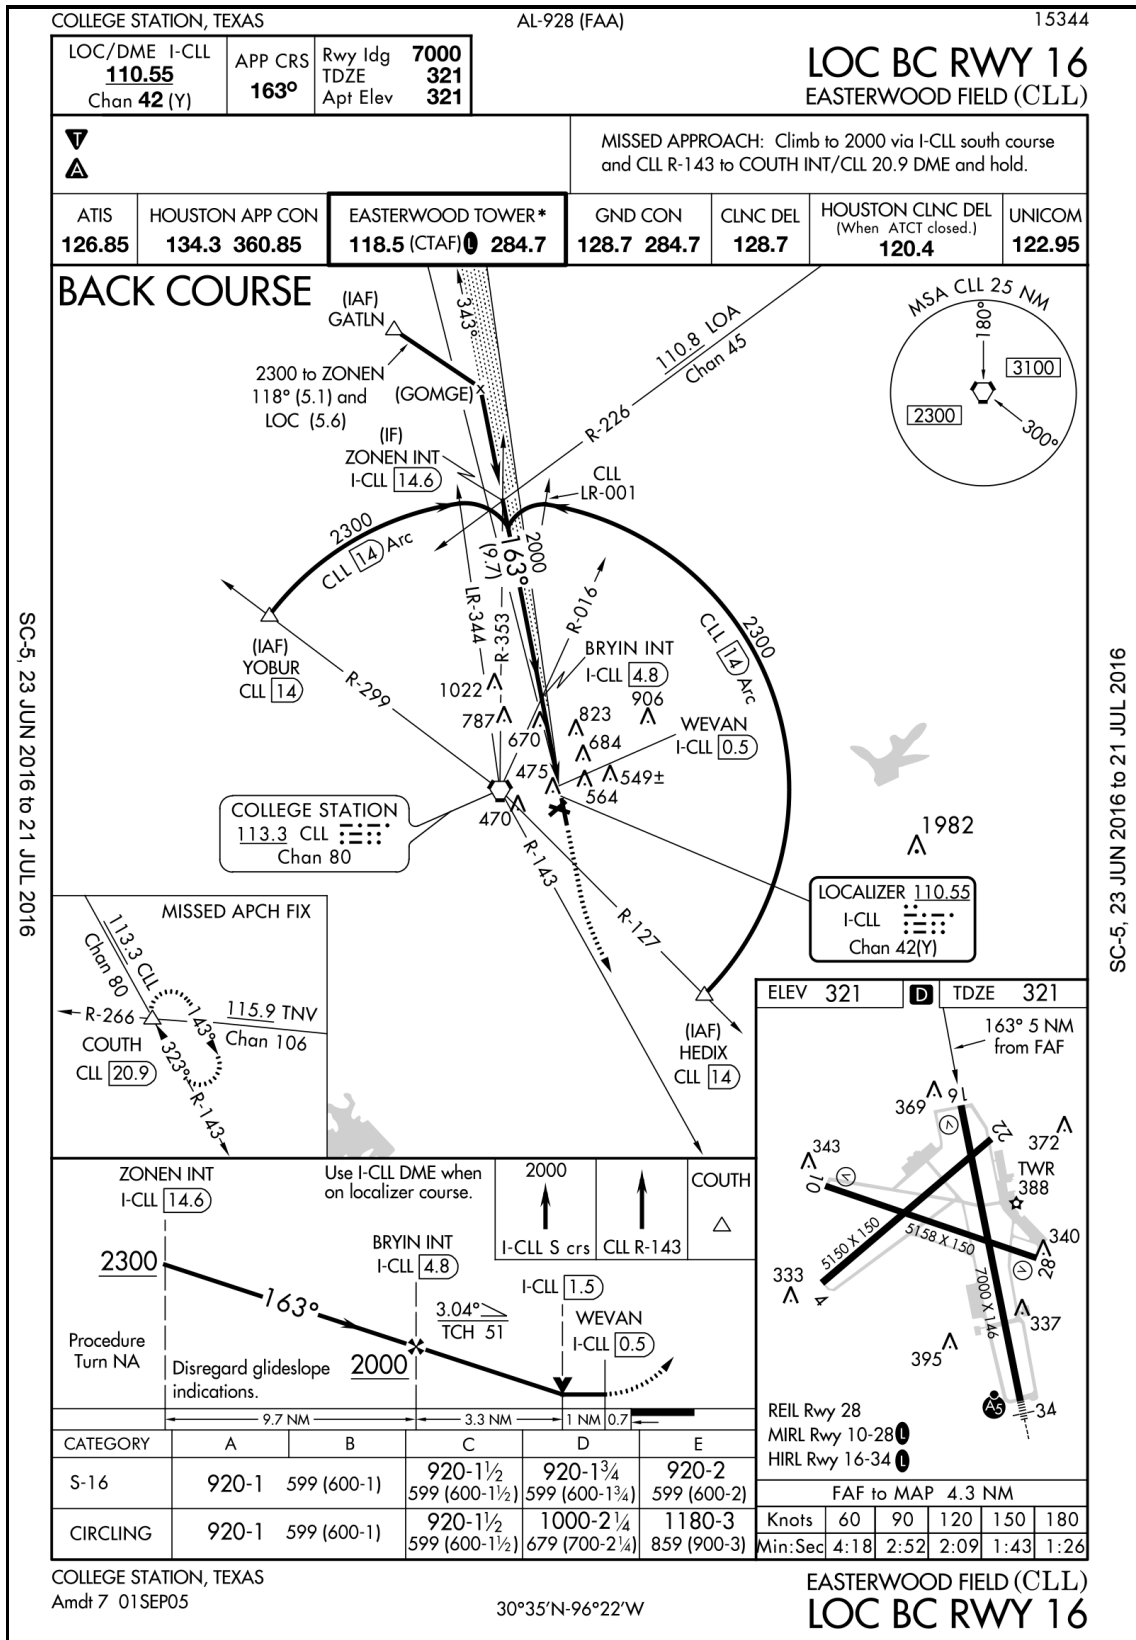 COLLEGE STATION, TEXAS
AL-928 (FAA)
15344
LOC/DME I-CLL
110.55
Chan 42 (Y)
APP CRS
163°
Rwy ldg 7000
TDZE 321
Apt Elev 321
LOC BC RWY 16
EASTERWOOD FIELD (CLL)
T
A
MISSED APPROACH: Climb to 2000 via I-CLL south course
and CLL R-143 to COUTH INT/CLL 20.9 DME and hold.
ATIS
126.85
HOUSTON APP CON
134.3 360.85
EASTERWOOD TOWER*
118.5 (CTAF) L 284.7
GND CON
128.7 284.7
CLNC DEL
128.7
HOUSTON CLNC DEL
(When ATCT closed.)
120.4
UNICOM
122.95
BACK COURSE
(IAF)
GATLN
343°
2300 to ZONEN
118° (5.1) and
LOC (5.6)
(GOMGE)
110.8 LOA
Chan 45
R-226
MSA CLL 25 NM
180°
3100
2300
300°
(IF)
ZONEN INT
I-CLL 14.6
CLL
LR-001
2300
CLL 14 Arc
163°
(9.7)
2000
LR-344
R-353
R-016
2300
CLL 14 Arc
(IAF)
YOBUR
CLL 14
R-299
BRYIN INT
I-CLL 4.8
1022
787
670
823
906
684
WEVAN
I-CLL 0.5
475
549±
564
470
COLLEGE STATION
113.3 CLL
Chan 80
1982
R-143
R-127
LOCALIZER 110.55
I-CLL
Chan 42(Y)
(IAF)
HEDIX
CLL 14
MISSED APCH FIX
113.3 CLL
Chan 80
R-266
115.9 TNV
Chan 106
COUTH
CLL 20.9
143°
323°
R-143
SC-5, 23 JUN 2016 to 21 JUL 2016
SC-5, 23 JUN 2016 to 21 JUL 2016
ELEV 321
D
TDZE 321
163° 5 NM
from FAF
369
16
22
372
343
10
TWR
388
5150 X 150
5158 X 150
340
28
333
4
7000 X 146
337
395
A5
34
REIL Rwy 28
MIRL Rwy 10-28 L
HIRL Rwy 16-34 L
ZONEN INT
I-CLL 14.6
Use I-CLL DME when
on localizer course.
2000
I-CLL S crs
CLL R-143
COUTH
2300
163°
BRYIN INT
I-CLL 4.8
I-CLL 1.5
3.04°
TCH 51
WEVAN
I-CLL 0.5
Procedure
Turn NA
Disregard glideslope
indications.
2000
9.7 NM
3.3 NM
1 NM
0.7
CATEGORY A B C D E
S-16 920-1 599 (600-1) 920-1½ 599 (600-1½) 920-1¾ 599 (600-1¾) 920-2 599 (600-2)
CIRCLING 920-1 599 (600-1) 920-1½ 599 (600-1½) 1000-2¼ 679 (700-2¼) 1180-3 859 (900-3)
FAF to MAP 4.3 NM
Knots 60 90 120 150 180
Min:Sec 4:18 2:52 2:09 1:43 1:26
COLLEGE STATION, TEXAS
Amdt 7 01SEP05
30°35'N-96°22'W
EASTERWOOD FIELD (CLL)
LOC BC RWY 16